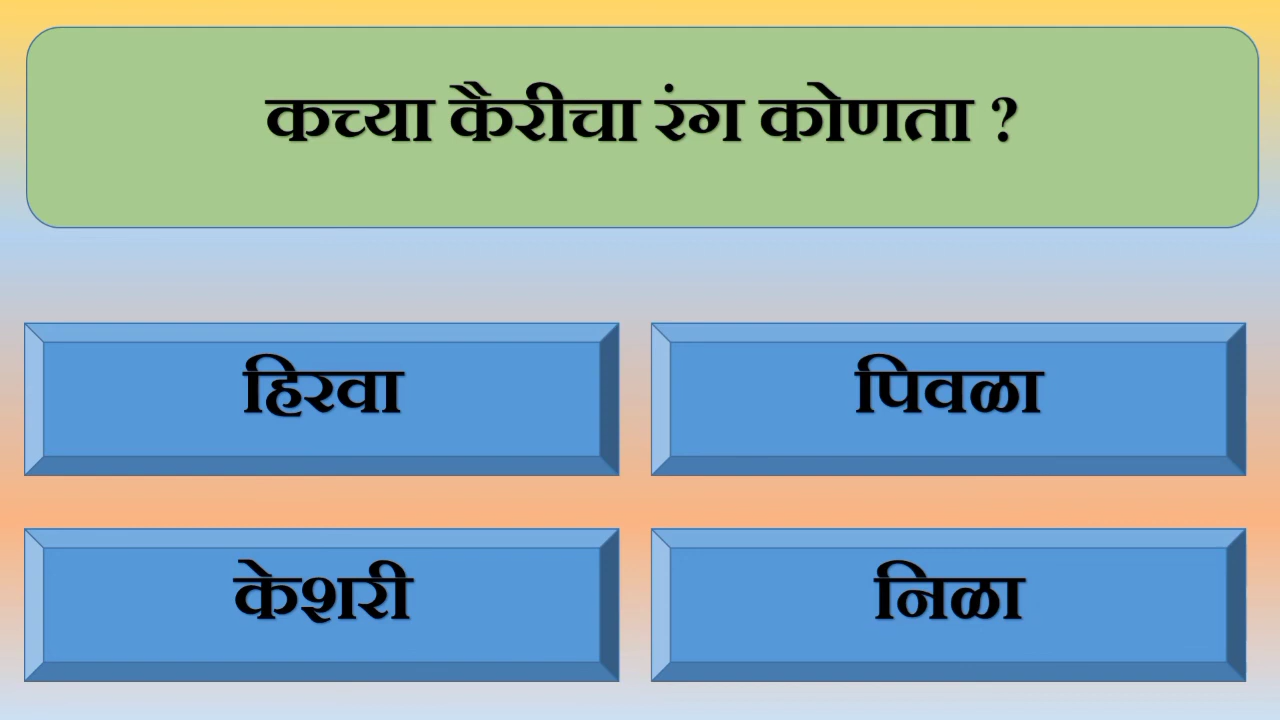 कच्या कैरीचा रंग कोणता ?
हिरवा
पिवळा
केशरी
निळा